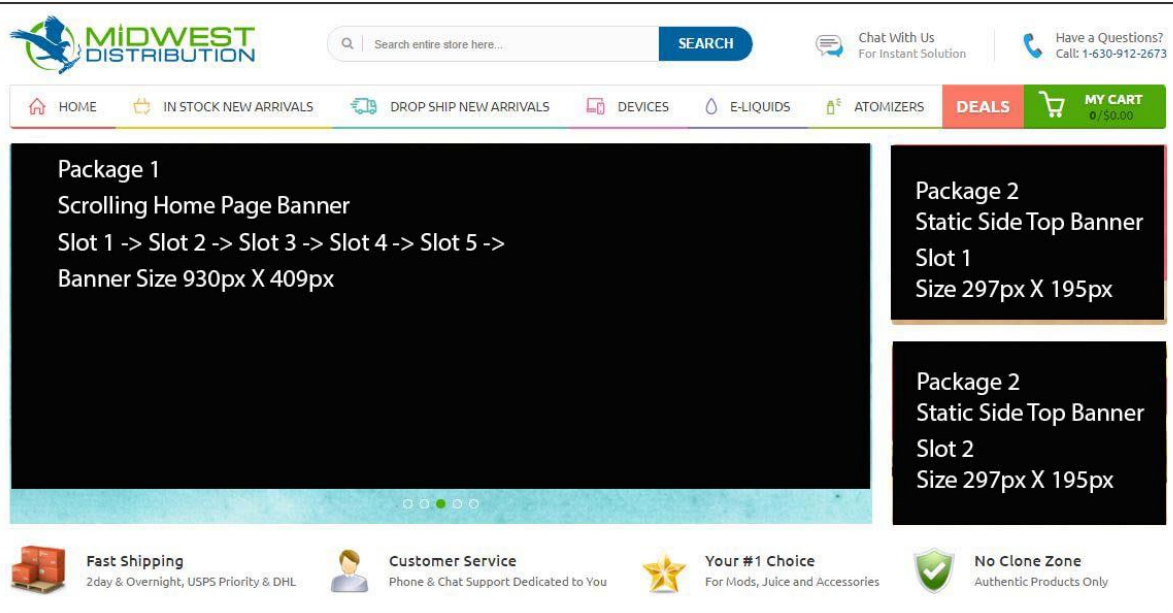 MiDWEST
DISTRIBUTION
Search entire store here...
SEARCH
Chat With Us
For Instant Solution
Have a Questions?
Call: 1-630-912-2673
HOME
IN STOCK NEW ARRIVALS
DROP SHIP NEW ARRIVALS
DEVICES
E-LIQUIDS
ATOMIZERS
DEALS
MY CART
0/$0.00
Package 1
Scrolling Home Page Banner
Slot 1 -> Slot 2 -> Slot 3 -> Slot 4 -> Slot 5 ->
Banner Size 930px X 409px
Package 2
Static Side Top Banner
Slot 1
Size 297px X 195px
Package 2
Static Side Top Banner
Slot 2
Size 297px X 195px
Fast Shipping
2day & Overnight, USPS Priority & DHL
Customer Service
Phone & Chat Support Dedicated to You
Your #1 Choice
For Mods, Juice and Accessories
No Clone Zone
Authentic Products Only